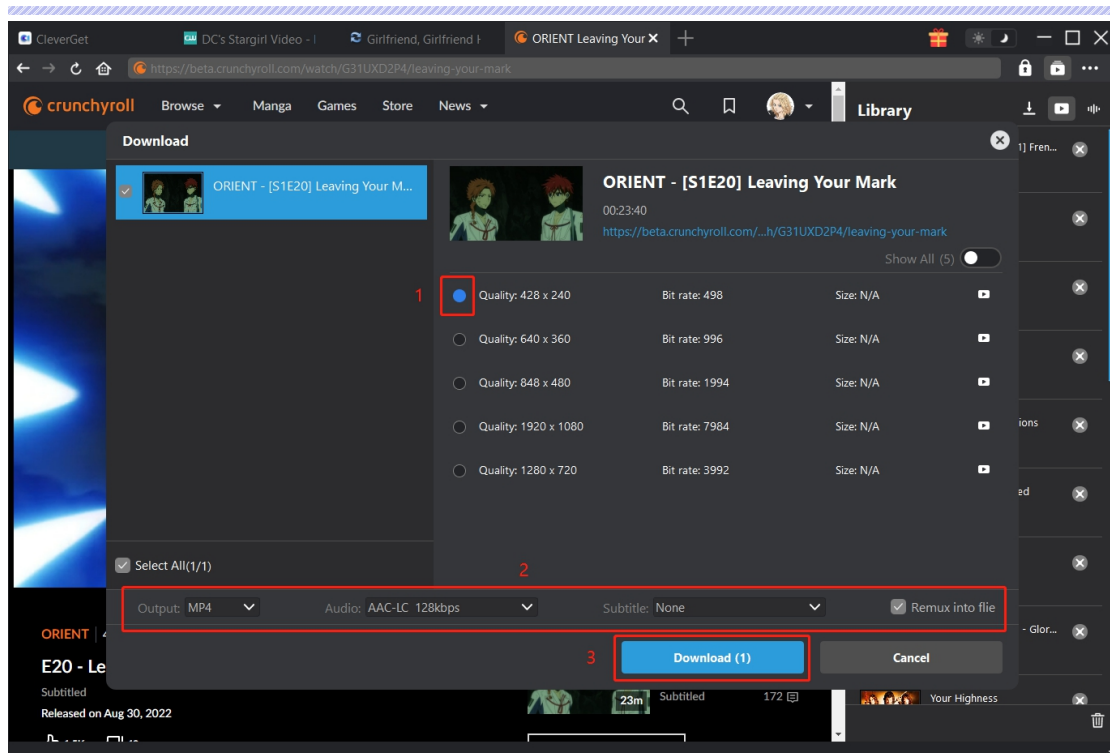 CleverGet
DC's Stargirl Video - |
Girlfriend, Girlfriend
ORIENT Leaving Your
https://beta.crunchyroll.com/watch/G31UXD2P4/leaving-your-mark
crunchyroll Browse Manga Games Store News
Library
Download
1] Fren...
ORIENT - [S1E20] Leaving Your M...
ORIENT - [S1E20] Leaving Your Mark
00:23:40
https://beta.crunchyroll.com/...h/G31UXD2P4/leaving-your-mark
Show All (5)
1
Quality: 428 x 240 Bit rate: 498 Size: N/A
Quality: 640 x 360 Bit rate: 996 Size: N/A
Quality: 848 x 480 Bit rate: 1994 Size: N/A
Quality: 1920 x 1080 Bit rate: 7984 Size: N/A
ions
Quality: 1280 x 720 Bit rate: 3992 Size: N/A
ed
Select All(1/1)
2
Output: MP4 Audio: AAC-LC 128kbps Subtitle: None Remux into flie
ORIENT
- Glor...
3
Download (1)
Cancel
E20 - Le
Subtitled
Released on Aug 30, 2022
23m
Subtitled
172
Your Highness